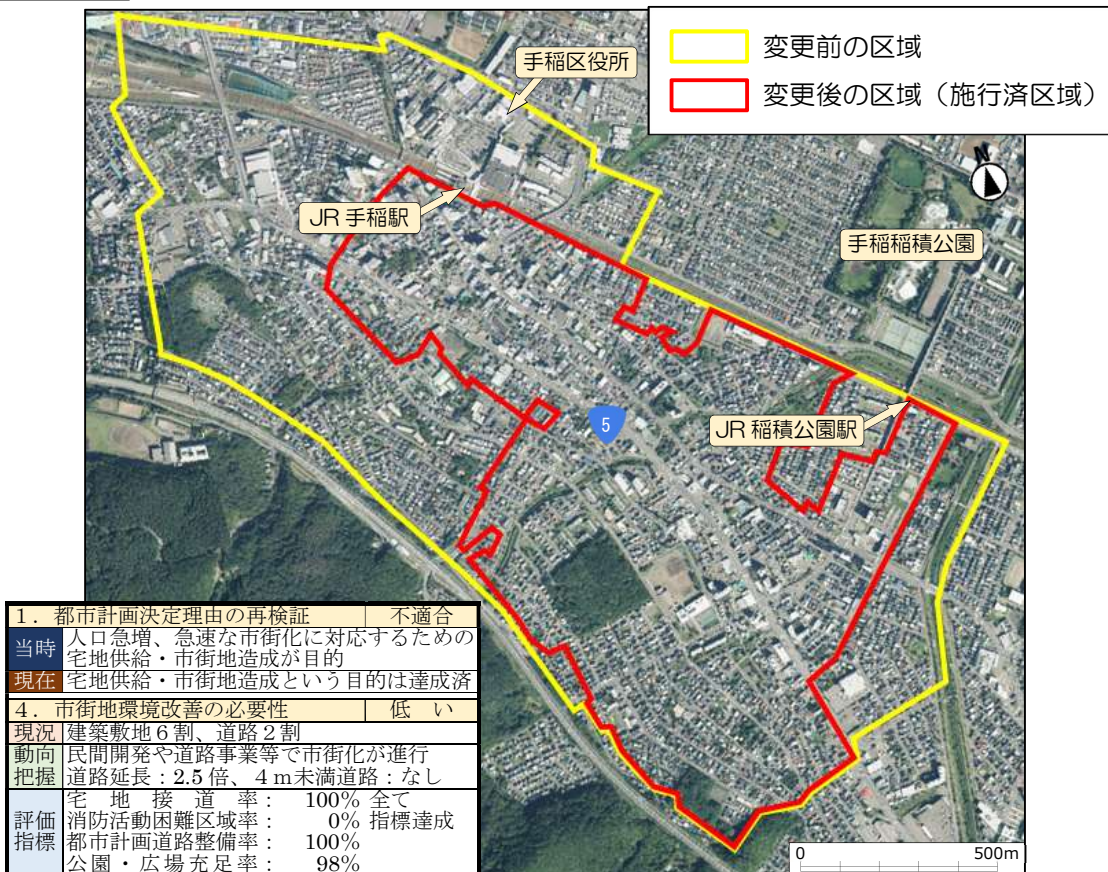 変更前の区域
変更後の区域（施行済区域）
手稲区役所
N
JR 手稲駅
手稲稲積公園
5
JR 稲積公園駅
1．都市計画決定理由の再検証 不適合
当時 人口急増、急速な市街化に対応するための
宅地供給・市街地造成が目的
現在 宅地供給・市街地造成という目的は達成済
4．市街地環境改善の必要性 低い
現況 建築敷地6割、道路2割
動向 民間開発や道路事業等で市街化が進行
把握 道路延長：2.5倍、4m未満道路：なし
宅地接道率： 100% 全て
評価 消防活動困難区域率： 0% 指標達成
指標 都市計画道路整備率： 100%
公園・広場充足率： 98%
0 500m